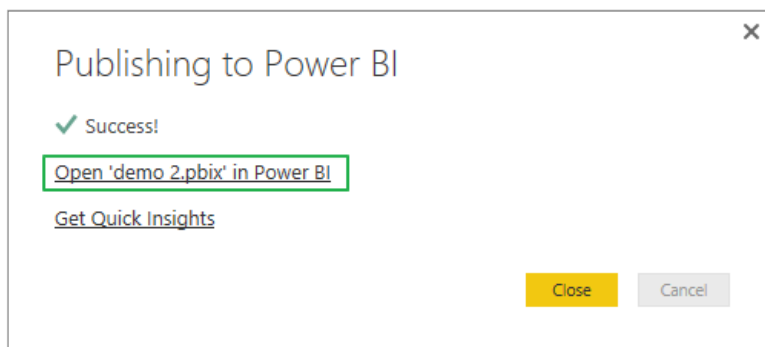 Publishing to Power BI
Success!
Open 'demo 2.pbix' in Power BI
Get Quick Insights
Close
Cancel